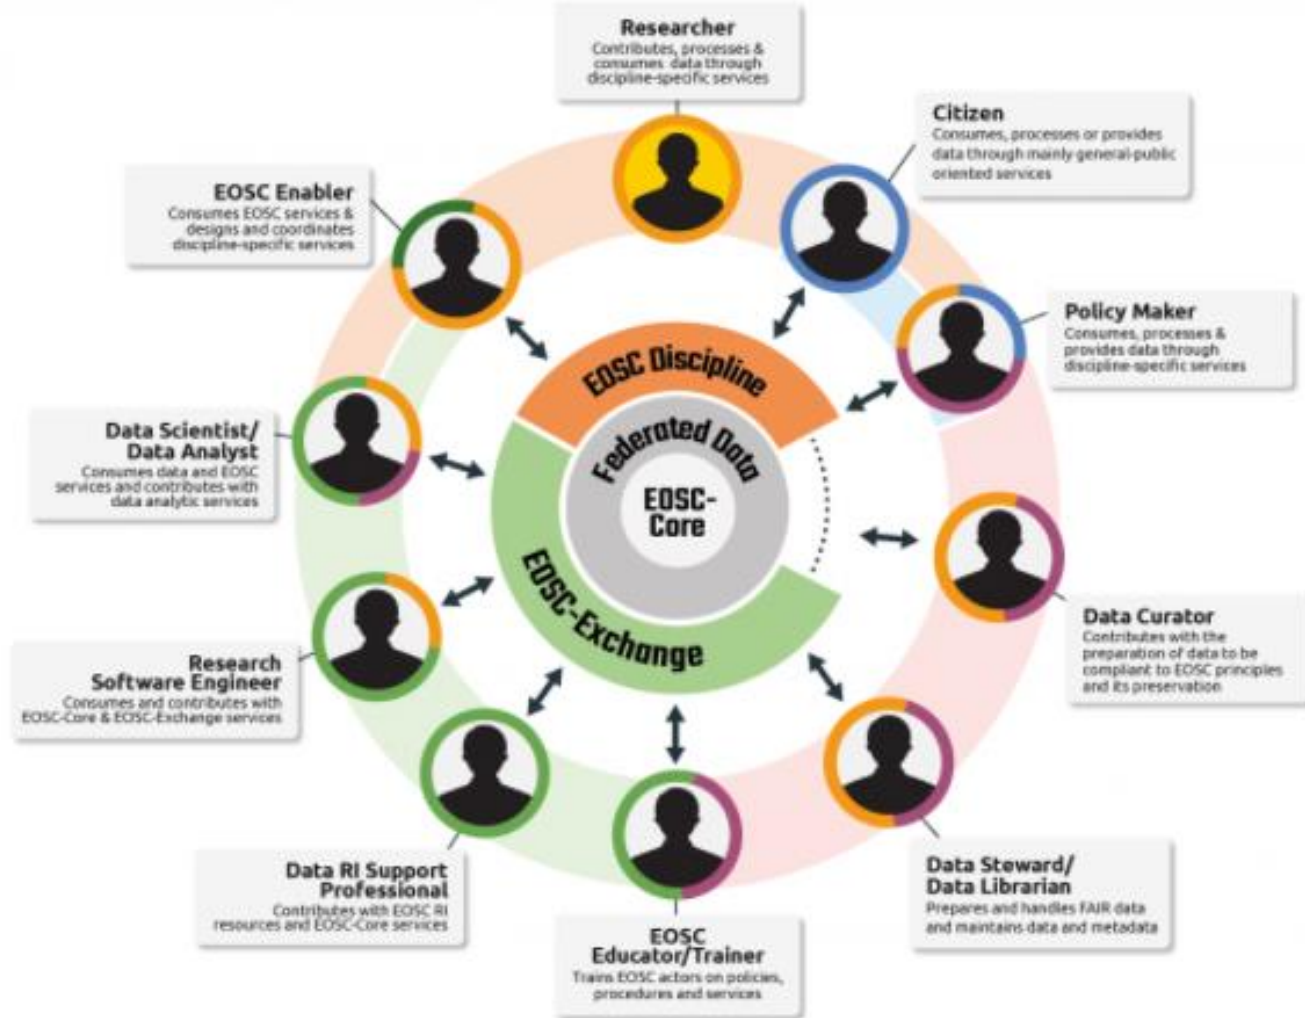 Researcher
Contributes, processes &
consumes data through
discipline-specific services
Citizen
Consumes, processes or provides
data through mainly general-public
oriented services
EOSC Enabler
Consumes EOSC services &
designs and coordinates
discipline-specific services
Policy Maker
Consumes, processes &
provides data through
discipline-specific services
EOSC Discipline
Federated Data
EOSC-
Core
EOSC-Exchange
Data Scientist/
Data Analyst
Consumes data and EOSC
services and contributes with
data analytic services
Data Curator
Contributes with the
preparation of data to be
compliant to EOSC principles
and its preservation
Research
Software Engineer
Consumes and contributes with
EOSC-Core & EOSC-Exchange services
Data RI Support
Professional
Contributes with EOSC RI
resources and EOSC-Core services
Data Steward/
Data Librarian
Prepares and handles FAIR data
and maintains data and metadata
EOSC
Educator/Trainer
Trains EOSC actors on policies,
procedures and services